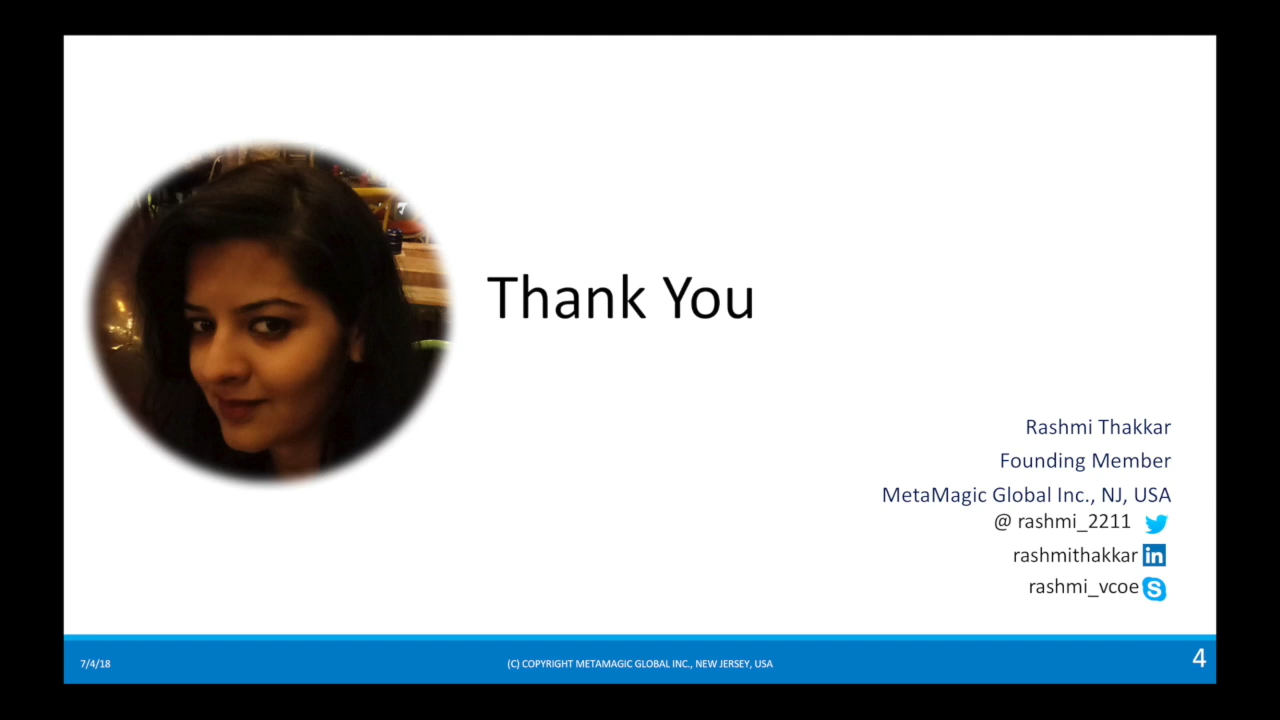 Thank You
Rashmi Thakkar
Founding Member
MetaMagic Global Inc., NJ, USA
@ rashmi_2211
rashmithakkar in
rashmi_vcoe S
7/4/18
(C) COPYRIGHT METAMAGIC GLOBAL INC., NEW JERSEY, USA
4